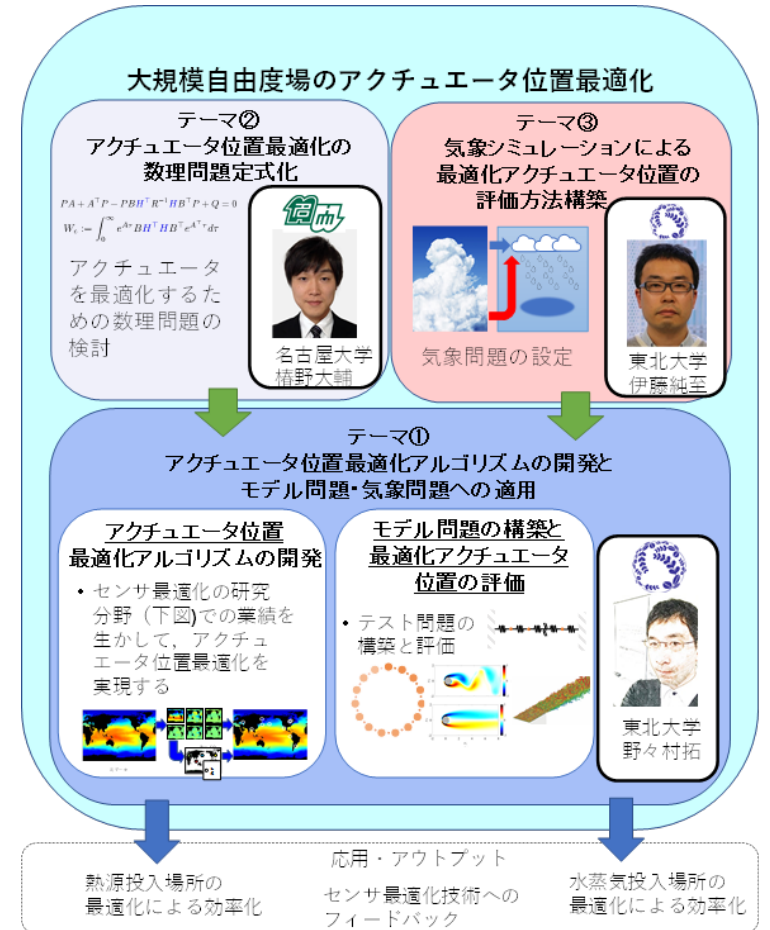 大規模自由度場のアクチュエータ位置最適化
テーマ②
アクチュエータ位置最適化の
数理問題定式化
PA + A⊤P − PBH⊤R⁻¹HB⊤P + Q = 0
W_c := ∫₀^∞ e^{Aτ}BH⊤HB⊤e^{A⊤τ}dτ
アクチュエータ
を最適化するた
めの数理問題の
検討
名古屋大学
椿野大輔
テーマ③
気象シミュレーションによる
最適化アクチュエータ位置の
評価方法構築
気象問題の設定
東北大学
伊藤純至
テーマ①
アクチュエータ位置最適化アルゴリズムの開発と
モデル問題・気象問題への適用
アクチュエータ位置
最適化アルゴリズムの開発
• センサ最適化の研究
分野（下図)での業績を
生かして，アクチュ
エータ位置最適化を
実現する
モデル問題の構築と
最適化アクチュエータ
位置の評価
• テスト問題の
構築と評価
東北大学
野々村拓
熱源投入場所の
最適化による効率化
応用・アウトプット
センサ最適化技術への
フィードバック
水蒸気投入場所の
最適化による効率化